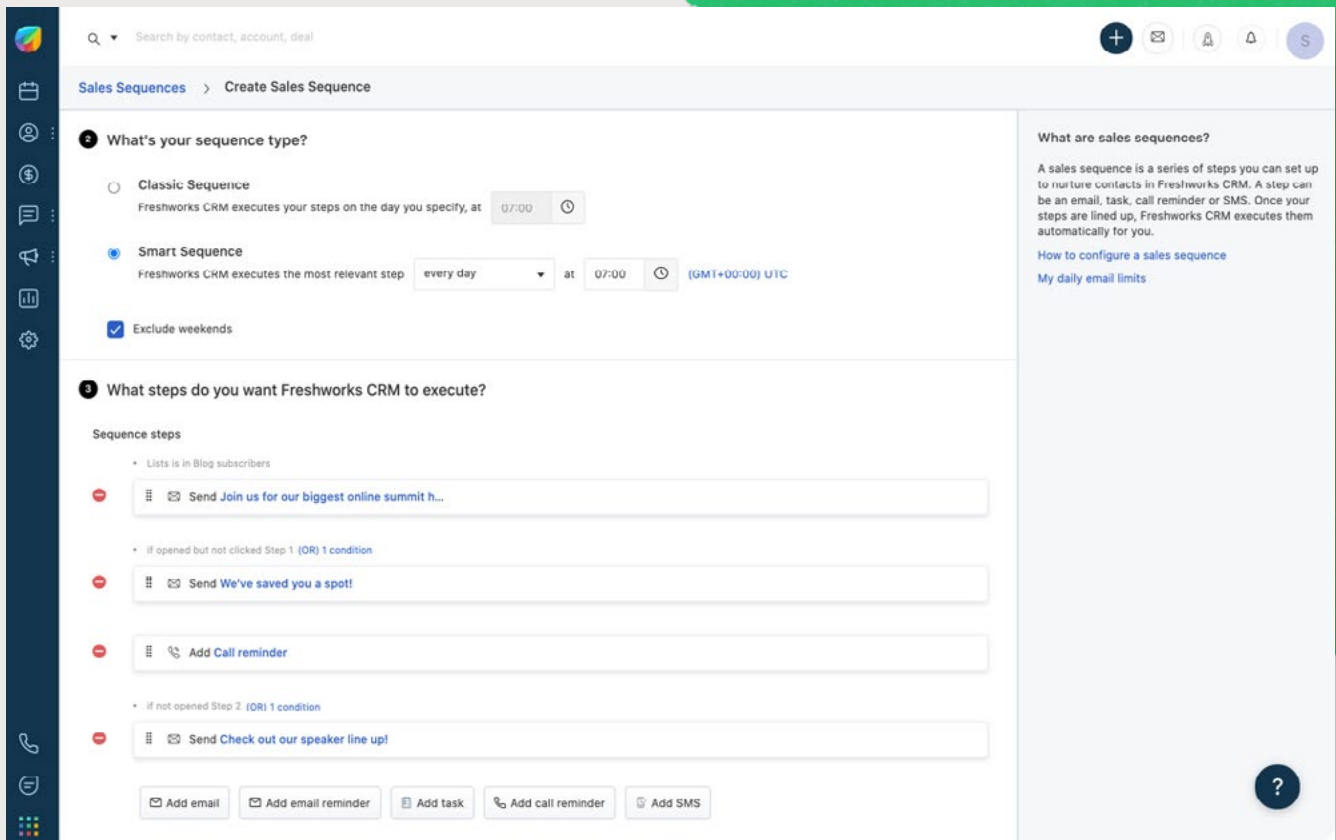 Search by contact, account, deal
S
Sales Sequences > Create Sales Sequence
2 What's your sequence type?
Classic Sequence
Freshworks CRM executes your steps on the day you specify, at 07:00
Smart Sequence
Freshworks CRM executes the most relevant step every day at 07:00 (GMT+00:00) UTC
Exclude weekends
3 What steps do you want Freshworks CRM to execute?
Sequence steps
• Lists is in Blog subscribers
Send Join us for our biggest online summit h...
• if opened but not clicked Step 1 (OR) 1 condition
Send We've saved you a spot!
Add Call reminder
• if not opened Step 2 (OR) 1 condition
Send Check out our speaker line up!
Add email Add email reminder Add task Add call reminder Add SMS
What are sales sequences?
A sales sequence is a series of steps you can set up
to nurture contacts in Freshworks CRM. A step can
be an email, task, call reminder or SMS. Once your
steps are lined up, Freshworks CRM executes them
automatically for you.
How to configure a sales sequence
My daily email limits
?